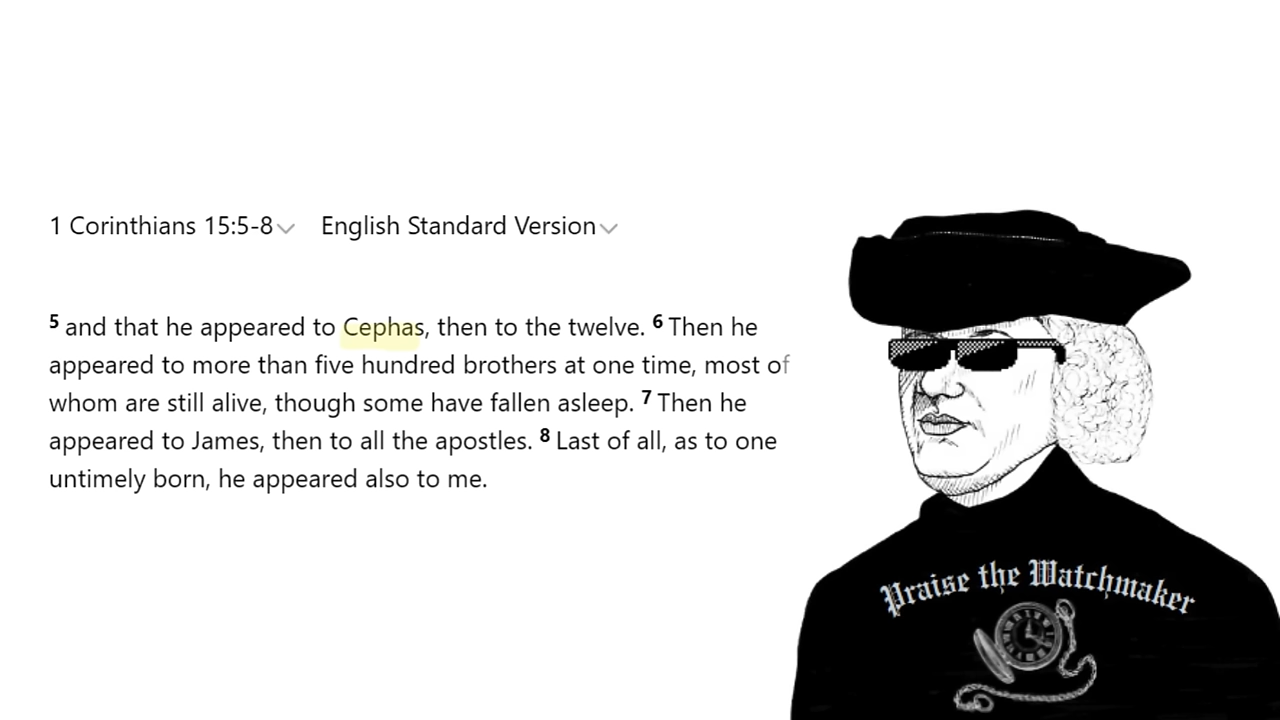 1 Corinthians 15:5-8 English Standard Version
5 and that he appeared to Cephas, then to the twelve. 6 Then he
appeared to more than five hundred brothers at one time, most of
whom are still alive, though some have fallen asleep. 7 Then he
appeared to James, then to all the apostles. 8 Last of all, as to one
untimely born, he appeared also to me.
Praise the Watchmaker